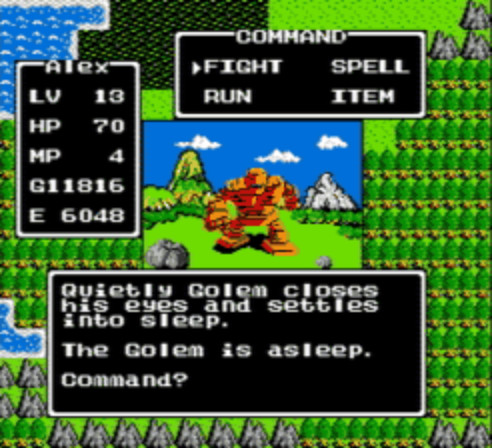 COMMAND
▶FIGHT SPELL
RUN ITEM
Alex
LV 13
HP 70
MP 4
G11816
E 6048
Quietly Golem closes
his eyes and settles
into sleep.
The Golem is asleep.
Command?